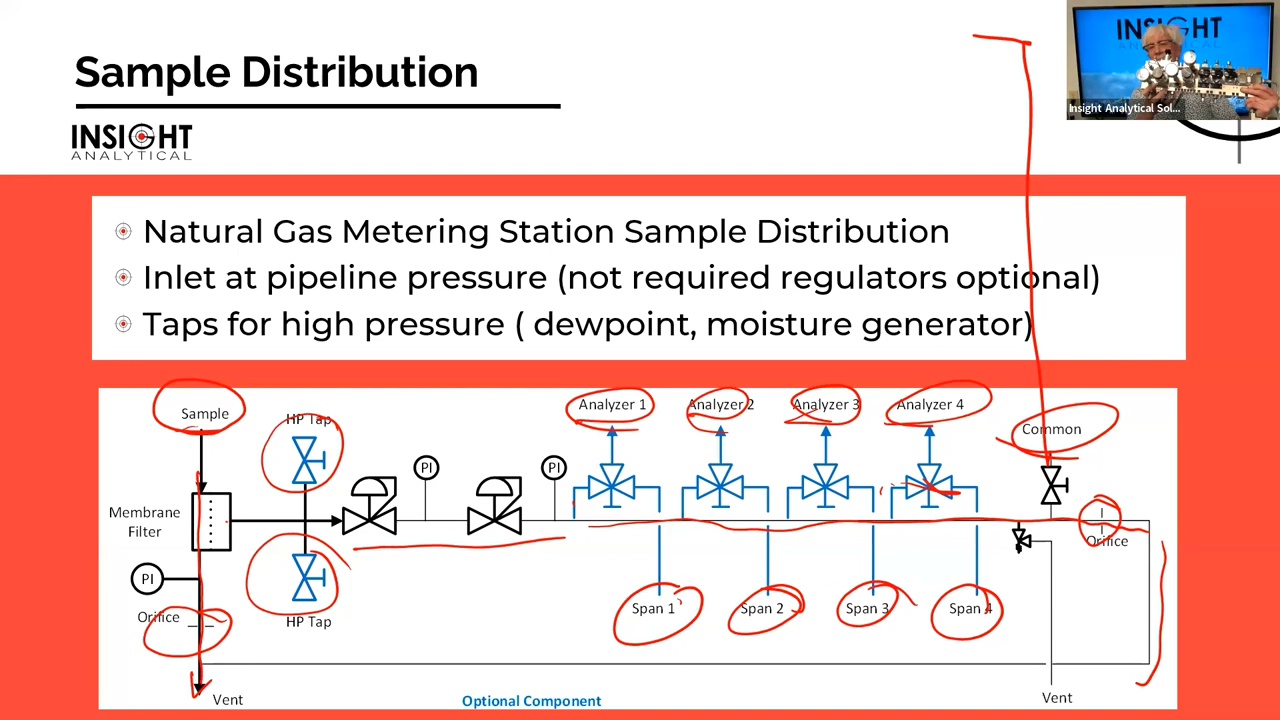 Sample Distribution
INSIGHT
ANALYTICAL
INSIGHT
ANALYTICAL
Insight Analytical Sol...
Natural Gas Metering Station Sample Distribution
Inlet at pipeline pressure (not required regulators optional)
Taps for high pressure ( dewpoint, moisture generator)
Sample
HP Tap
Analyzer 1
Analyzer 2
Analyzer 3
Analyzer 4
Common
PI
PI
Membrane
Filter
Orifice
PI
Orifice
HP Tap
Span 1
Span 2
Span 3
Span 4
Vent
Optional Component
Vent